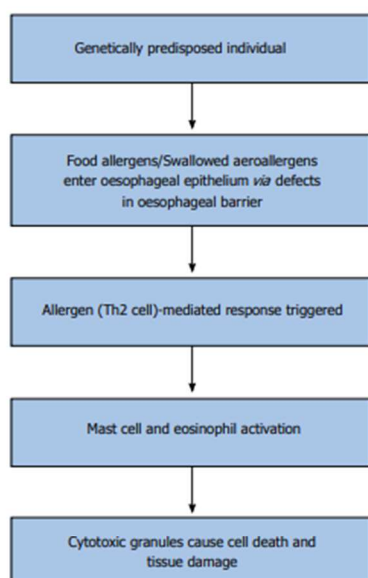 Genetically predisposed individual
Food allergens/Swallowed aeroallergens
enter oesophageal epithelium via defects
in oesophageal barrier
Allergen (Th2 cell)-mediated response triggered
Mast cell and eosinophil activation
Cytotoxic granules cause cell death and
tissue damage